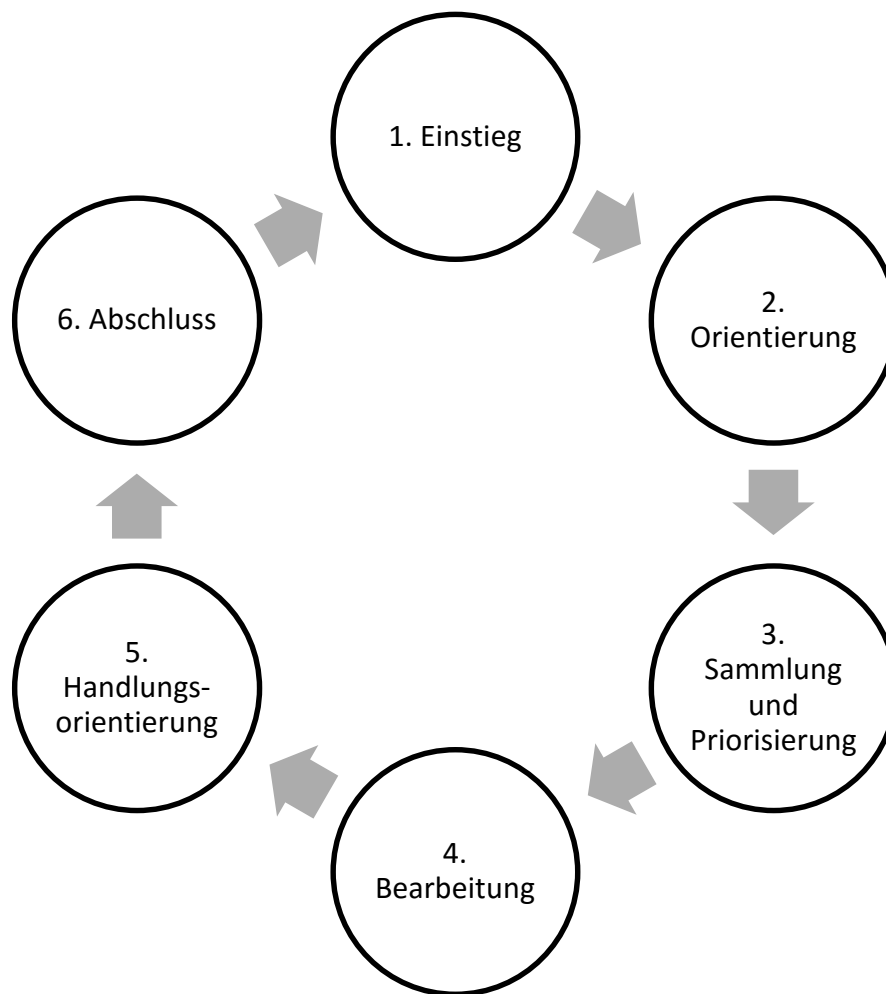 1. Einstieg
2.
Orientierung
3.
Sammlung
und
Priorisierung
4.
Bearbeitung
5.
Handlungs-
orientierung
6. Abschluss